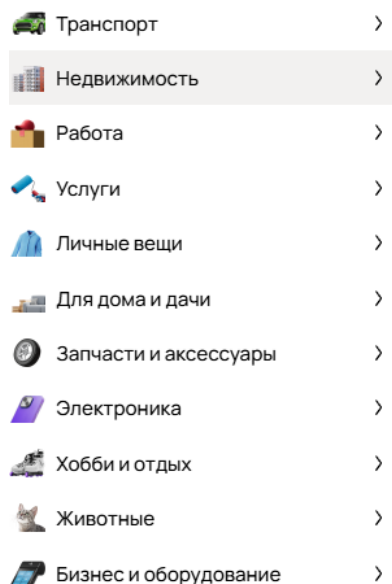 Транспорт
Недвижимость
Работа
Услуги
Личные вещи
Для дома и дачи
Запчасти и аксессуары
Электроника
Хобби и отдых
Животные
Бизнес и оборудование